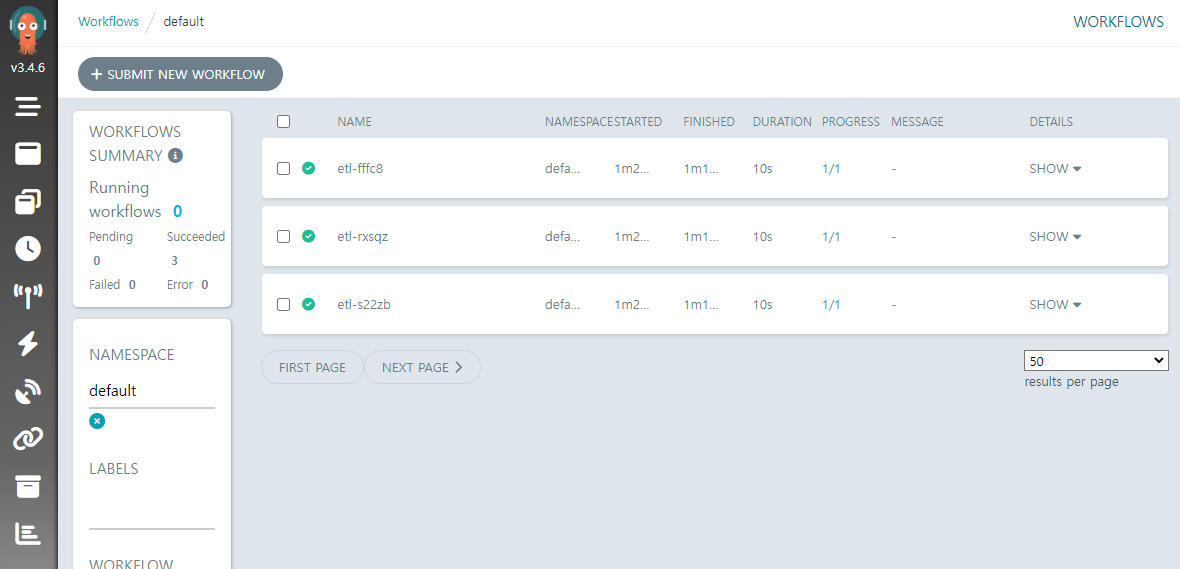 v3.4.6
Workflows / default
WORKFLOWS
+ SUBMIT NEW WORKFLOW
WORKFLOWS
SUMMARY
Running
workflows 0
Pending Succeeded
0 3
Failed 0 Error 0
NAMESPACE
default
LABELS
WORKFLOW
NAME NAMESPACE STARTED FINISHED DURATION PROGRESS MESSAGE DETAILS
etl-fffc8 defa... 1m2... 1m1... 10s 1/1 - SHOW
etl-rxsqz defa... 1m2... 1m1... 10s 1/1 - SHOW
etl-s22zb defa... 1m2... 1m1... 10s 1/1 - SHOW
FIRST PAGE NEXT PAGE
50
results per page